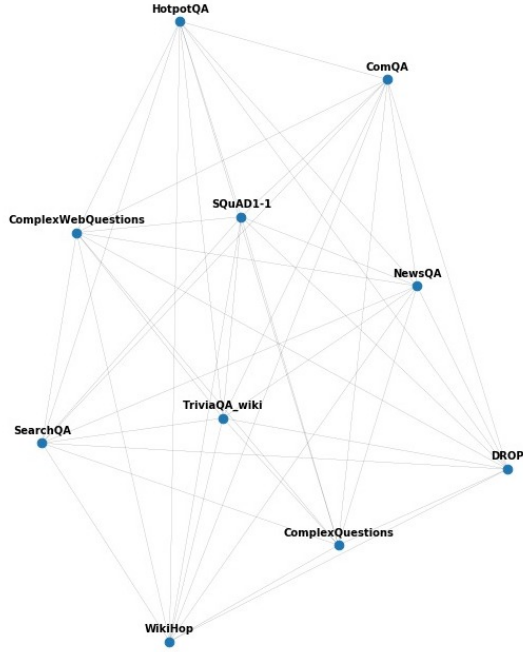 HotpotQA
ComQA
SQuAD1-1
ComplexWebQuestions
NewsQA
TriviaQA_wiki
SearchQA
DROP
ComplexQuestions
WikiHop